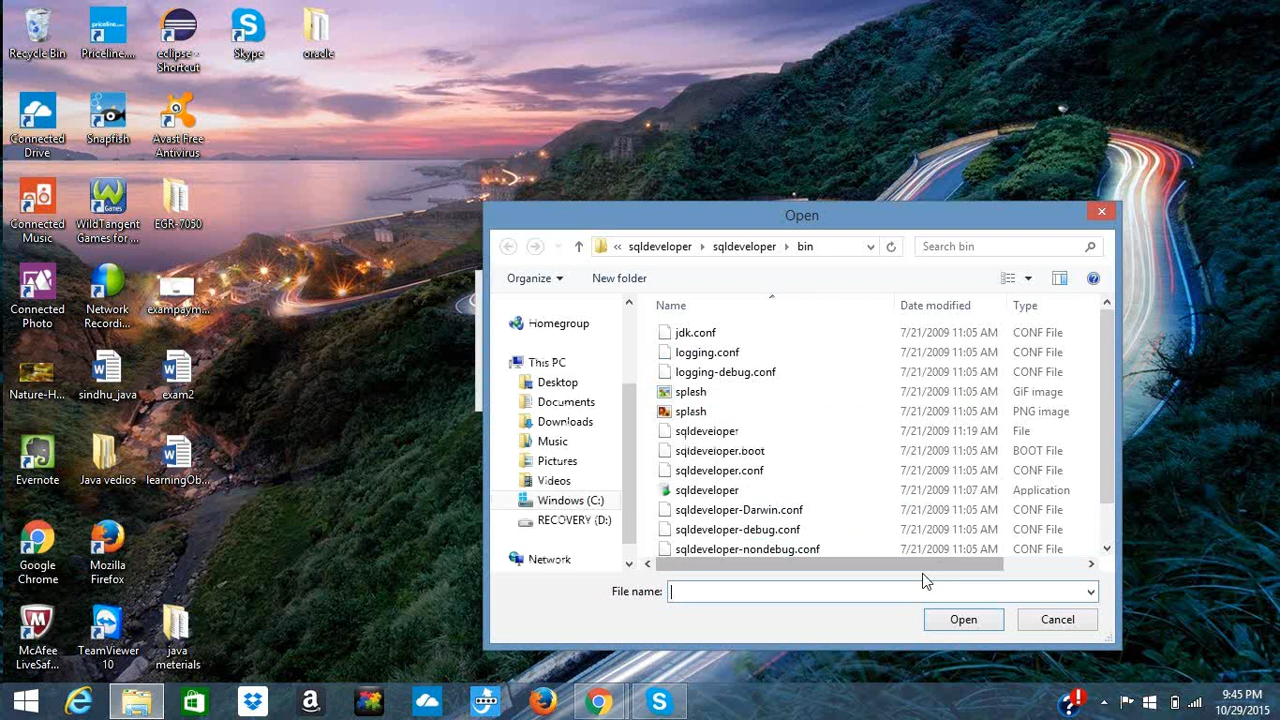 Recycle Bin
Priceline....
eclipse - Shortcut
Skype
oracle
Connected Drive
Snapfish
Avast Free Antivirus
Connected Music
WildTangent Games for ...
EGR-7050
Connected Photo
Network Recordi...
exampaym...
Nature-H...
sindhu_java
exam2
Evernote
Java vedios
learningOb...
Google Chrome
Mozilla Firefox
McAfee LiveSaf...
TeamViewer 10
java meterials
priceline.com
Open
« sqldeveloper › sqldeveloper › bin
Search bin
Organize
New folder
Homegroup
This PC
Desktop
Documents
Downloads
Music
Pictures
Videos
Windows (C:)
RECOVERY (D:)
Network
Name Date modified Type
jdk.conf 7/21/2009 11:05 AM CONF File
logging.conf 7/21/2009 11:05 AM CONF File
logging-debug.conf 7/21/2009 11:05 AM CONF File
splesh 7/21/2009 11:05 AM GIF image
splash 7/21/2009 11:05 AM PNG image
sqldeveloper 7/21/2009 11:19 AM File
sqldeveloper.boot 7/21/2009 11:05 AM BOOT File
sqldeveloper.conf 7/21/2009 11:05 AM CONF File
sqldeveloper 7/21/2009 11:07 AM Application
sqldeveloper-Darwin.conf 7/21/2009 11:05 AM CONF File
sqldeveloper-debug.conf 7/21/2009 11:05 AM CONF File
sqldeveloper-nondebug.conf 7/21/2009 11:05 AM CONF File
File name:
Open
Cancel
9:45 PM
10/29/2015